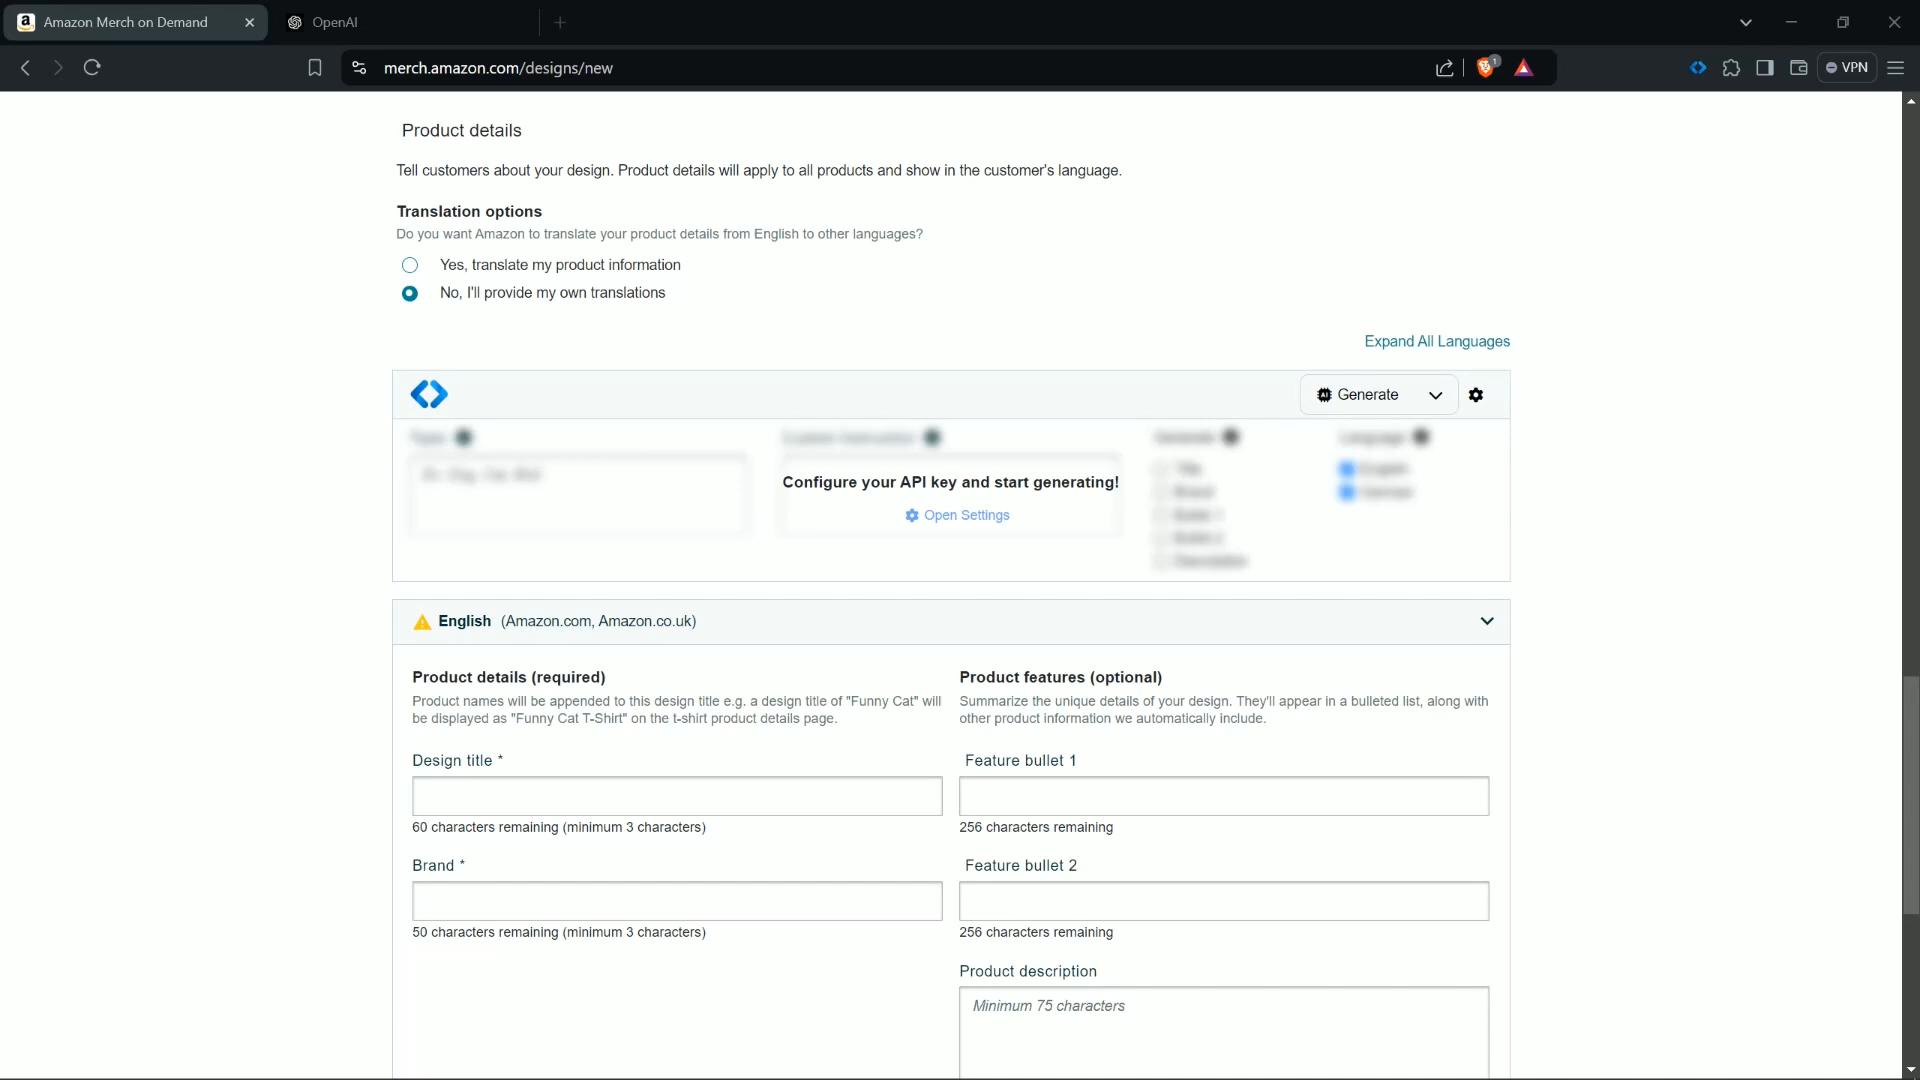 Amazon Merch on Demand
OpenAI
merch.amazon.com/designs/new
1
VPN
Product details
Tell customers about your design. Product details will apply to all products and show in the customer's language.
Translation options
Do you want Amazon to translate your product details from English to other languages?
Yes, translate my product information
No, I'll provide my own translations
Expand All Languages
AI Generate
Configure your API key and start generating!
Open Settings
English (Amazon.com, Amazon.co.uk)
Product details (required)
Product names will be appended to this design title e.g. a design title of "Funny Cat" will
be displayed as "Funny Cat T-Shirt" on the t-shirt product details page.
Design title *
60 characters remaining (minimum 3 characters)
Brand *
50 characters remaining (minimum 3 characters)
Product features (optional)
Summarize the unique details of your design. They'll appear in a bulleted list, along with
other product information we automatically include.
Feature bullet 1
256 characters remaining
Feature bullet 2
256 characters remaining
Product description
Minimum 75 characters